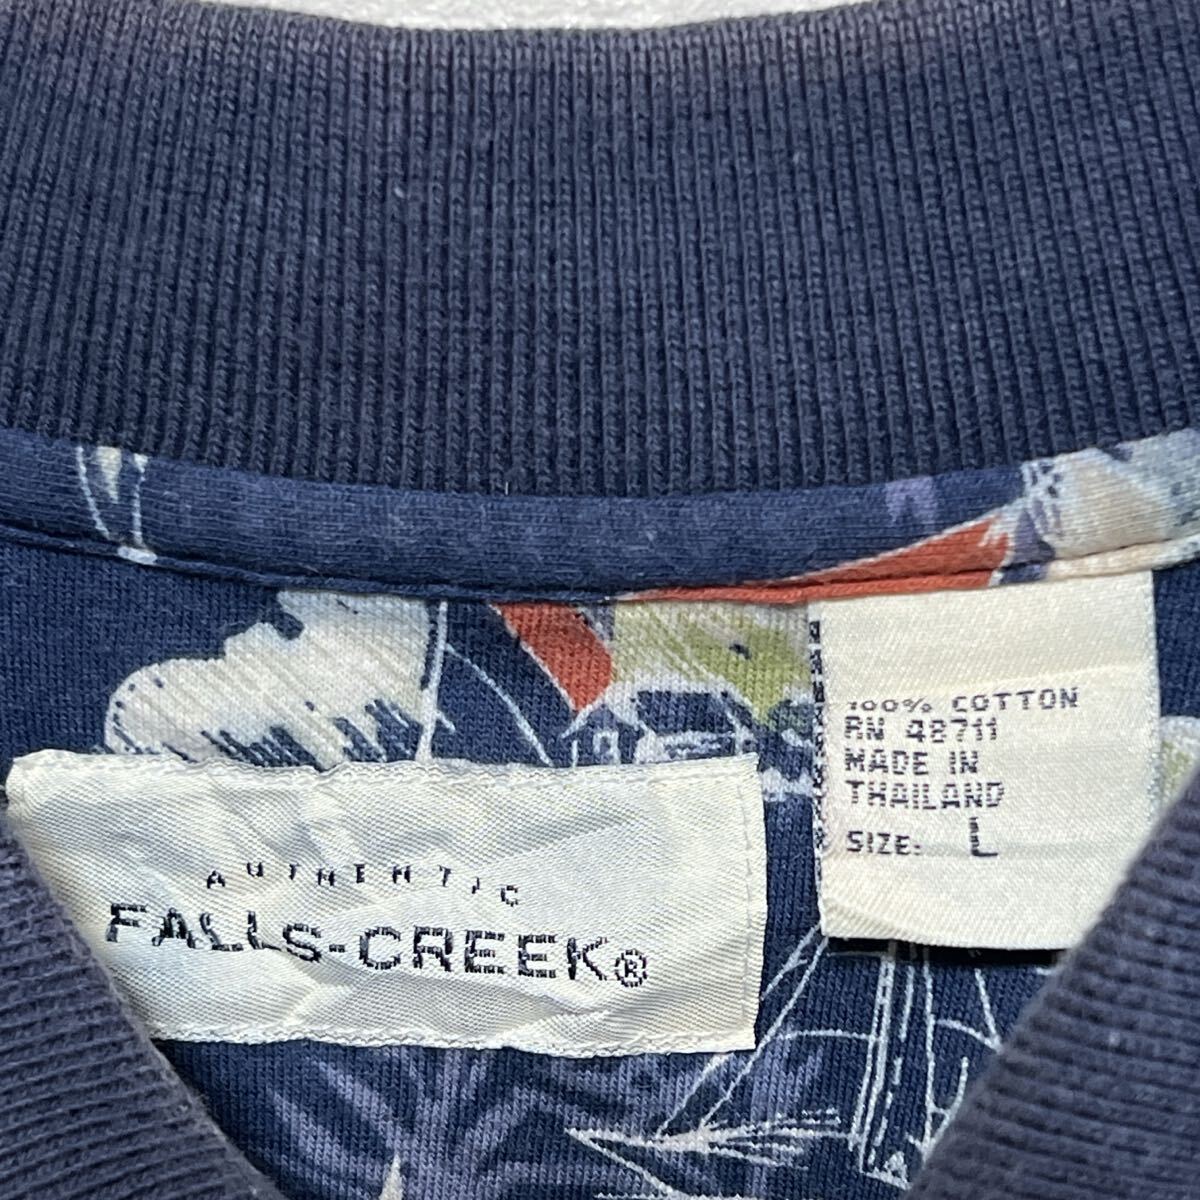 AUTHENTIC
FALLS-CREEK®
100% COTTON
RN 48711
MADE IN
THAILAND
SIZE: L